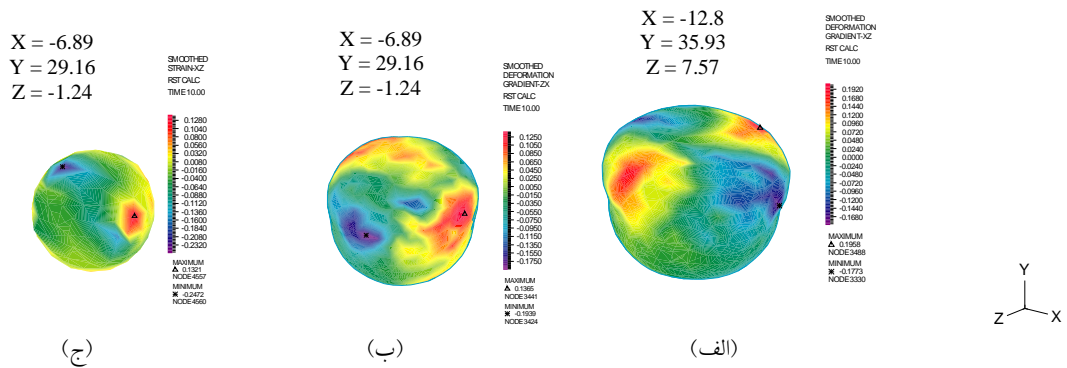 X = -6.89
Y = 29.16
Z = -1.24
SMOOTHED
STRAIN-XZ
RST CALC
TIME 10.00
0.1280
0.1040
0.0800
0.0560
0.0320
0.0080
-0.0160
-0.0400
-0.0640
-0.0880
-0.1120
-0.1360
-0.1600
-0.1840
-0.2080
-0.2320
MAXIMUM
0.1321
NODE 4557
MINIMUM
-0.2472
NODE 4560
(ج)
X = -6.89
Y = 29.16
Z = -1.24
SMOOTHED
DEFORMATION
GRADIENT-ZX
RST CALC
TIME 10.00
0.1250
0.1050
0.0850
0.0650
0.0450
0.0250
0.0050
-0.0150
-0.0350
-0.0550
-0.0750
-0.0950
-0.1150
-0.1350
-0.1550
-0.1750
MAXIMUM
0.1365
NODE 3441
MINIMUM
-0.1939
NODE 3424
(ب)
X = -12.8
Y = 35.93
Z = 7.57
SMOOTHED
DEFORMATION
GRADIENT-XZ
RST CALC
TIME 10.00
0.1920
0.1680
0.1440
0.1200
0.0960
0.0720
0.0480
0.0240
0.0000
-0.0240
-0.0480
-0.0720
-0.0960
-0.1200
-0.1440
-0.1680
MAXIMUM
0.1958
NODE 3488
MINIMUM
-0.1773
NODE 3330
(الف)
Y
Z
X